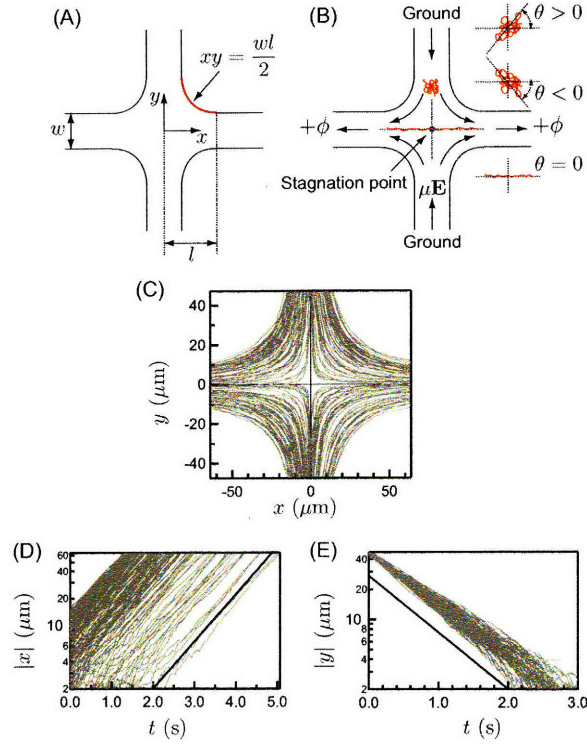 (A)
xy = wl/2
y
x
w
l
(B)
Ground
θ > 0
θ < 0
+ϕ
+ϕ
Stagnation point
θ = 0
μE
Ground
(C)
y (μm)
40
20
0
-20
-40
-50
0
50
x (μm)
(D)
|x| (μm)
60
40
20
10
6
4
2
0.0
1.0
2.0
3.0
4.0
5.0
t (s)
(E)
|y| (μm)
40
20
10
6
4
2
0.0
1.0
2.0
3.0
t (s)